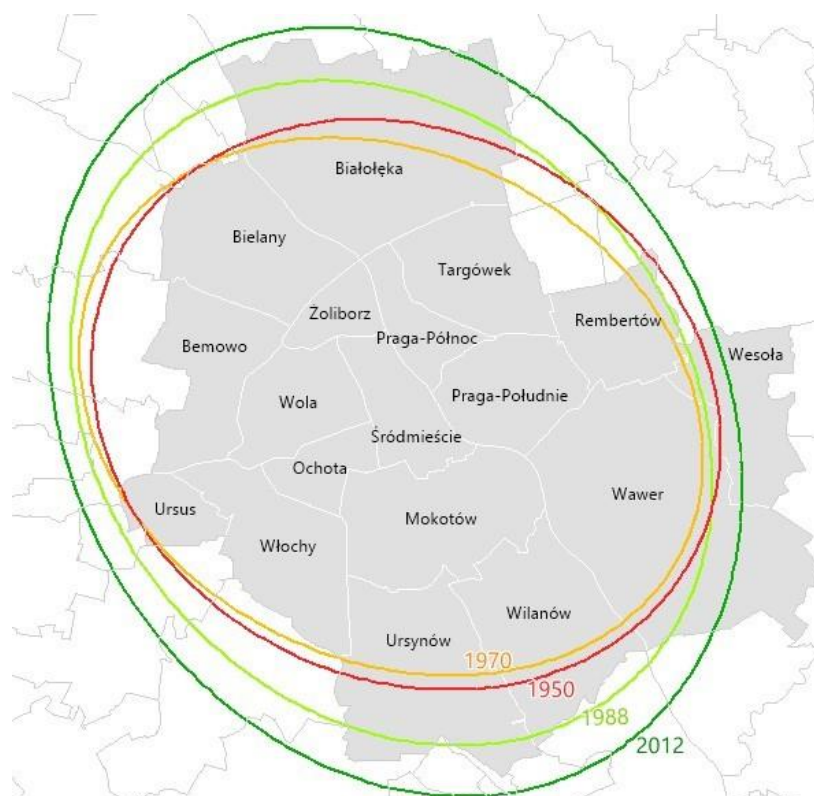 Białołęka
Bielany
Targówek
Żoliborz
Rembertów
Praga-Północ
Bemowo
Wesoła
Wola
Praga-Południe
Śródmieście
Ochota
Wawer
Ursus
Mokotów
Włochy
Wilanów
Ursynów
1970
1950
1988
2012